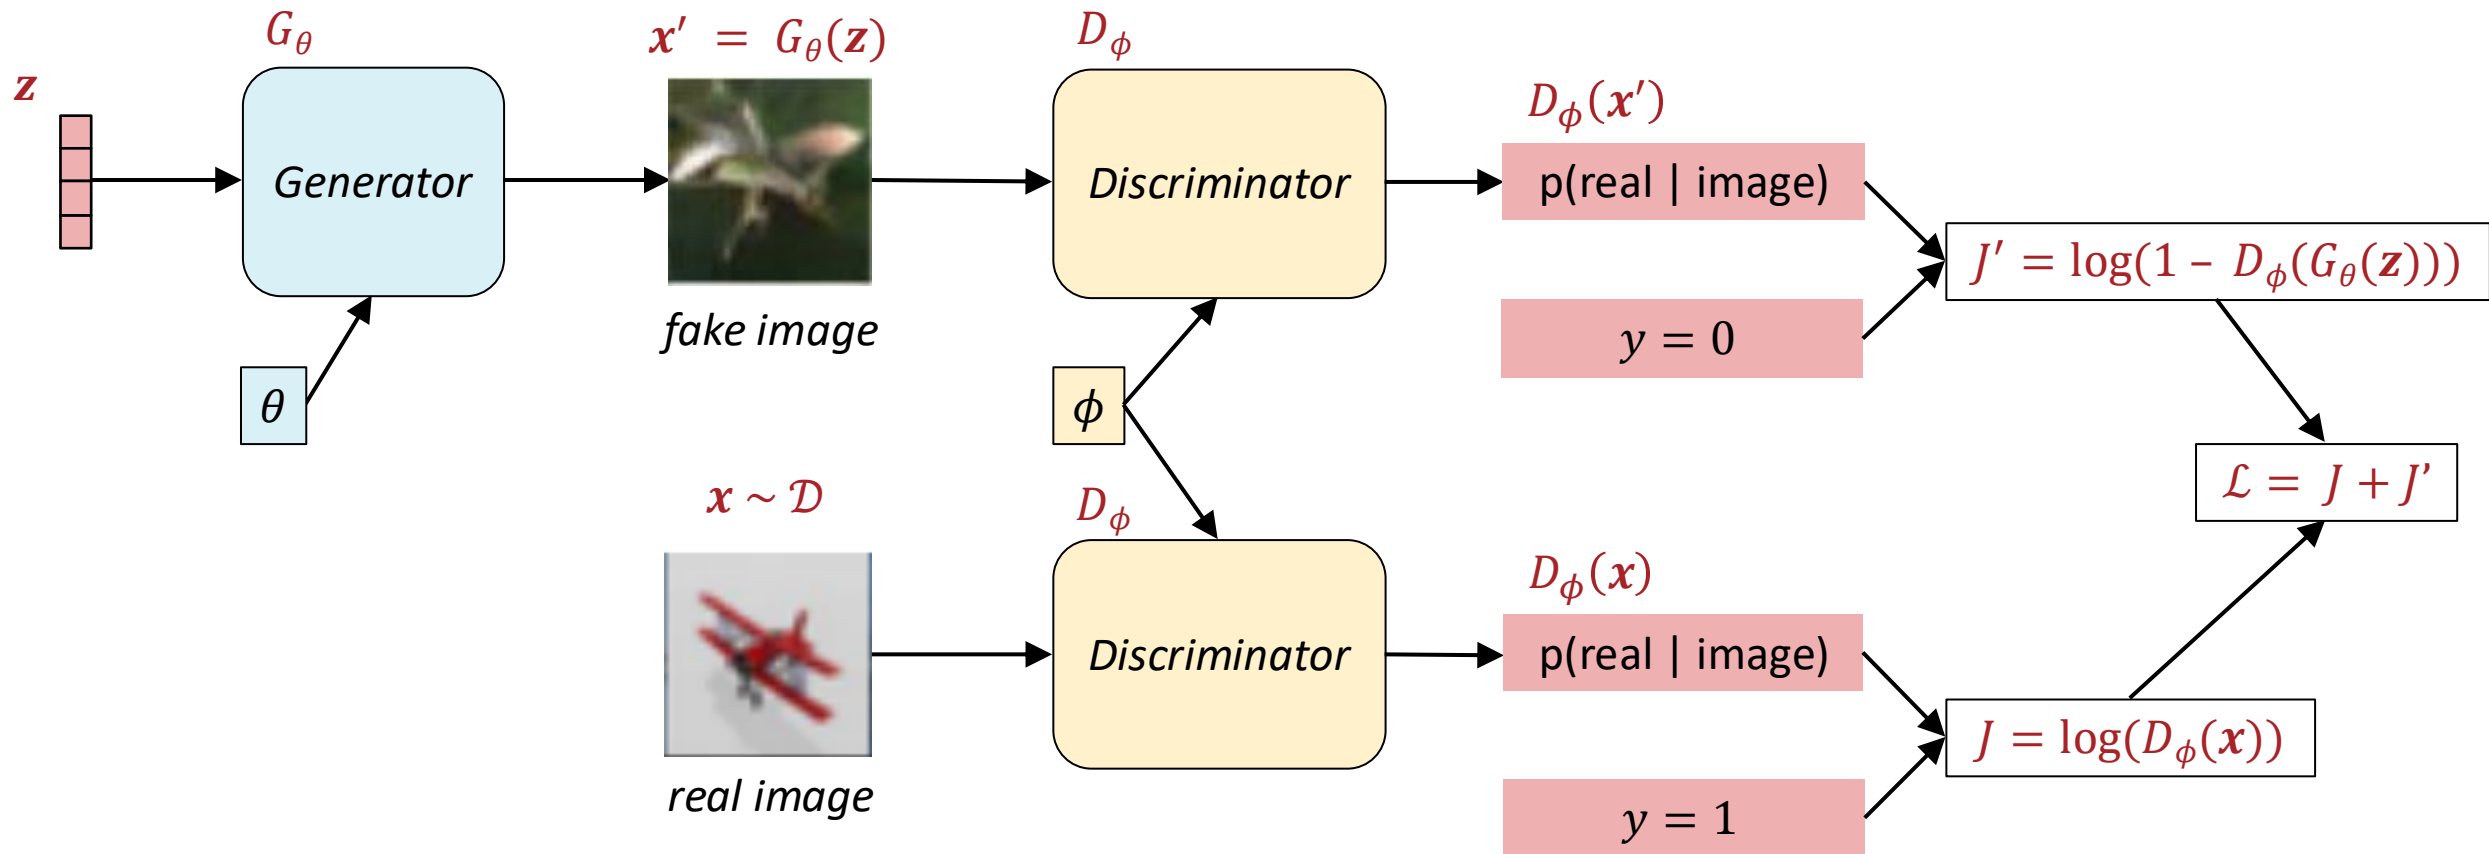 z
G_θ
Generator
θ
x′ = G_θ(z)
fake image
D_ϕ
Discriminator
ϕ
D_ϕ(x′)
p(real | image)
y = 0
J′ = log(1 – D_ϕ(G_θ(z)))
ℒ = J + J’
x ~ 𝒟
real image
D_ϕ
Discriminator
D_ϕ(x)
p(real | image)
y = 1
J = log(D_ϕ(x))